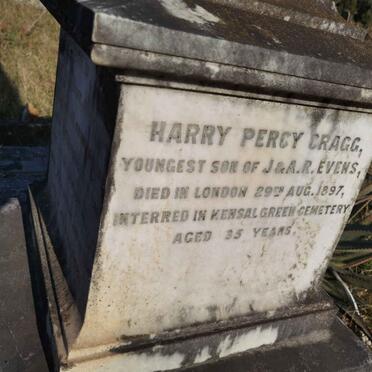 HARRY PERCY CRAGG,
YOUNGEST SON OF J & A.R. EVENS,
DIED IN LONDON 29TH AUG. 1897,
INTERRED IN KENSAL GREEN CEMETERY
AGED 35 YEARS.